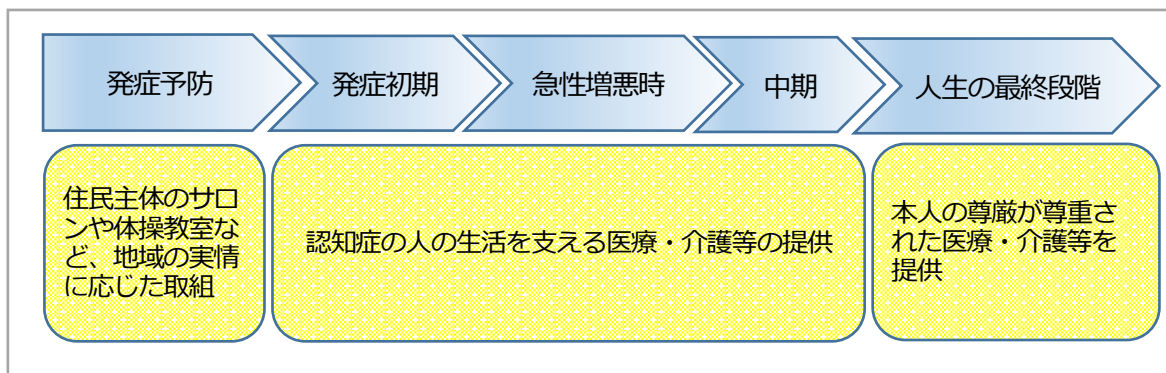 発症予防
発症初期
急性増悪時
中期
人生の最終段階
住民主体のサロ
ンや体操教室な
ど、地域の実情
に応じた取組
認知症の人の生活を支える医療・介護等の提供
本人の尊厳が尊重さ
れた医療・介護等を
提供